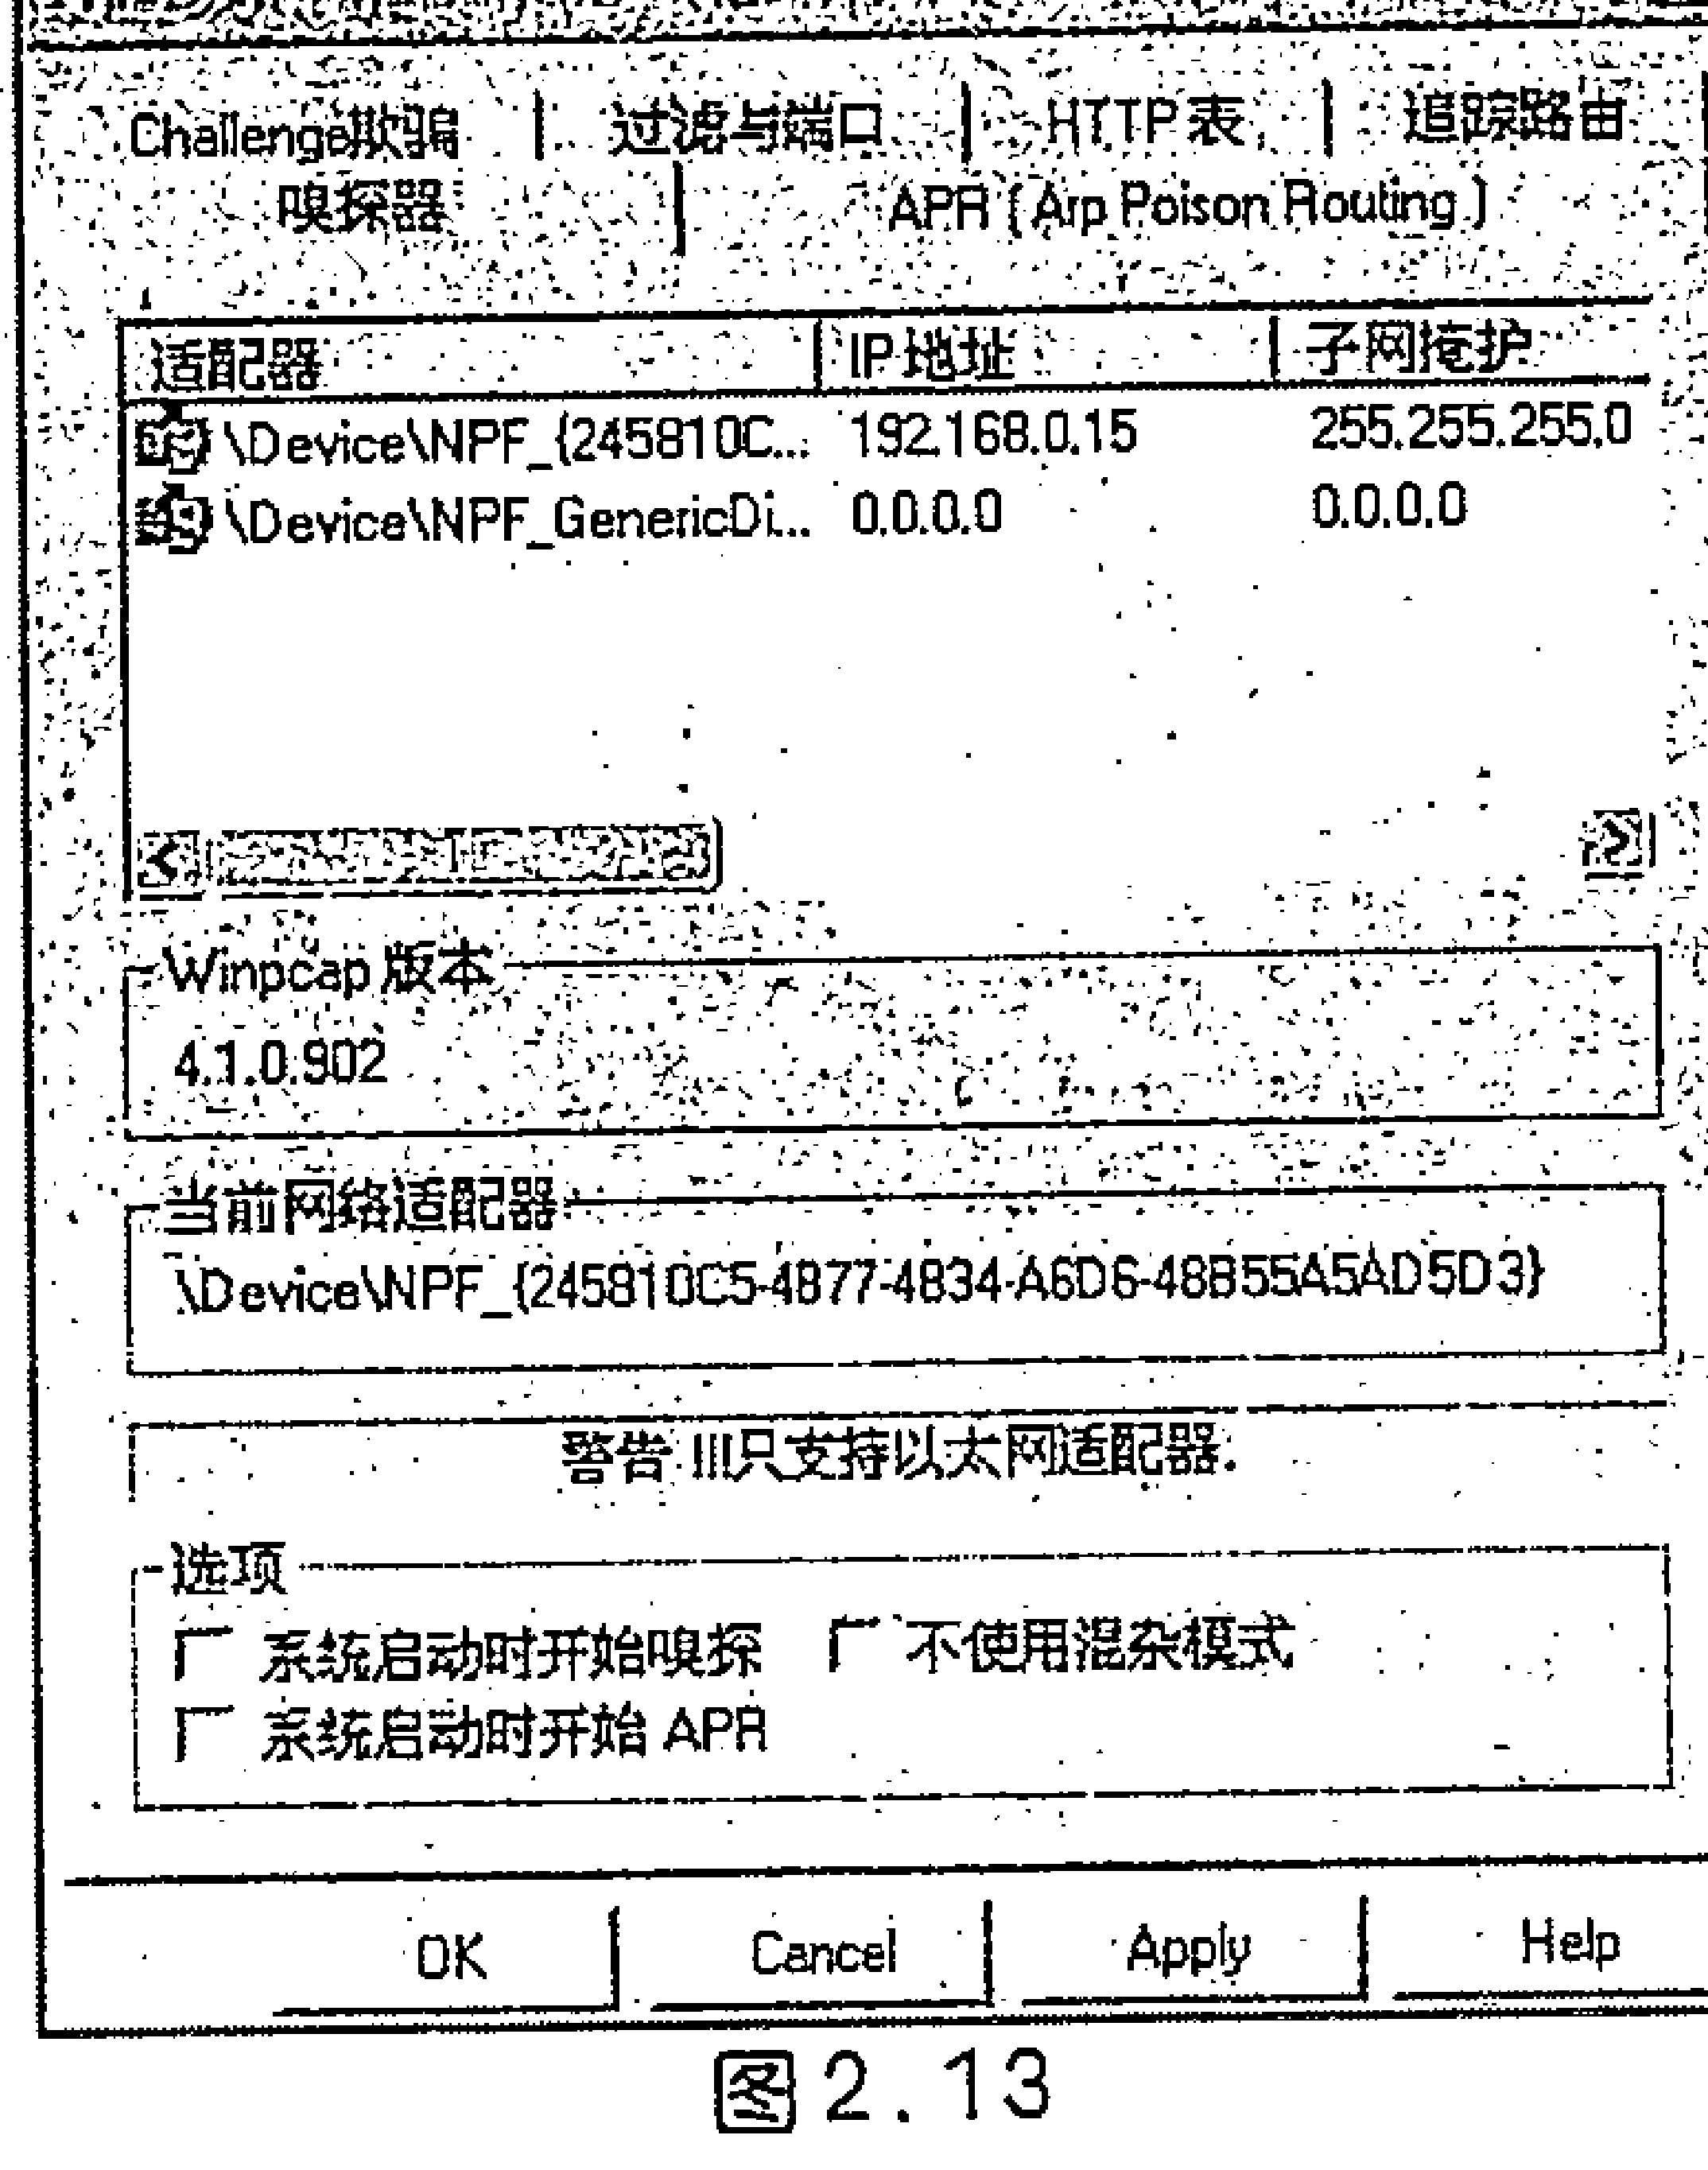 Challenge欺骗 过滤与端口 HTTP表 追踪路由
嗅探器 APR ( Arp Poison Routing )
适配器 IP地址 子网掩护
\Device\NPF_{245810C... 192.168.0.15 255.255.255.0
\Device\NPF_GenericDi... 0.0.0.0 0.0.0.0
Winpcap 版本
4.1.0.902
当前网络适配器
\Device\NPF_{245810C5-4B77-4B34-A6D6-48B55A5AD5D3}
警告 !!!只支持以太网适配器.
选项
系统启动时开始嗅探 不使用混杂模式
系统启动时开始 APR
OK Cancel Apply Help
图2.13